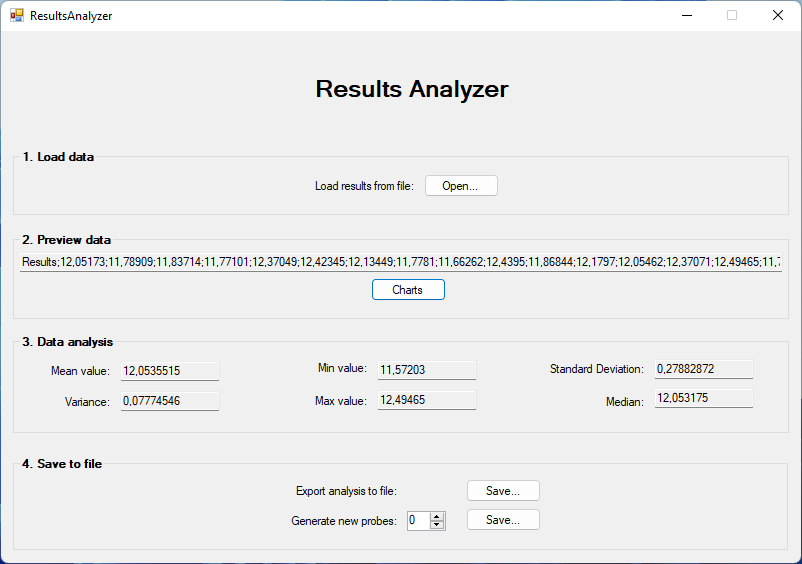 ResultsAnalyzer
Results Analyzer
1. Load data
Load results from file: Open...
2. Preview data
Results;12,05173;11,78909;11,83714;11,77101;12,37049;12,42345;12,13449;11,7781;11,66262;12,4395;11,86844;12,1797;12,05462;12,37071;12,49465;11,7
Charts
3. Data analysis
Mean value: 12,0535515 Min value: 11,57203 Standard Deviation: 0,27882872
Variance: 0,07774546 Max value: 12,49465 Median: 12,053175
4. Save to file
Export analysis to file: Save...
Generate new probes: 0 Save...